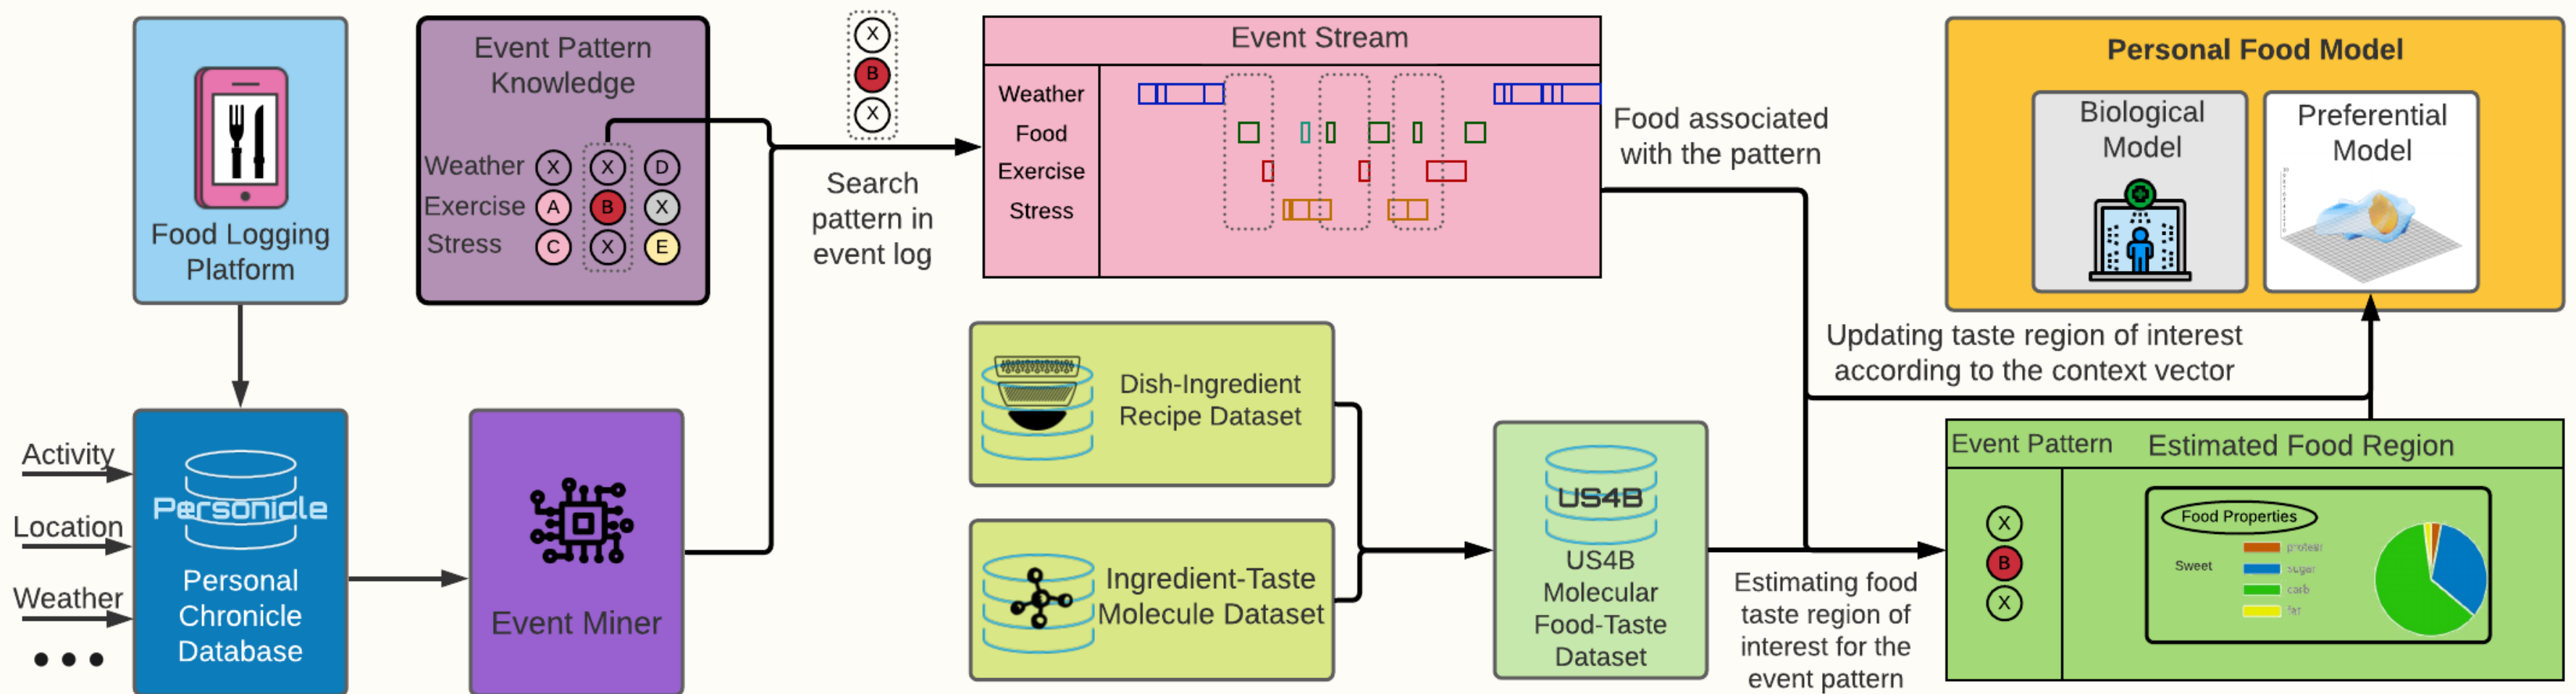 Food Logging
Platform
Activity
Location
Weather
Personicle
Personal
Chronicle
Database
Event Pattern
Knowledge
Weather X X D
Exercise A B X
Stress C X E
Event Miner
X
B
X
Search
pattern in
event log
Event Stream
Weather
Food
Exercise
Stress
Dish-Ingredient
Recipe Dataset
Ingredient-Taste
Molecule Dataset
US4B
US4B
Molecular
Food-Taste
Dataset
Food associated
with the pattern
Estimating food
taste region of
interest for the
event pattern
Personal Food Model
Biological
Model
Preferential
Model
Updating taste region of interest
according to the context vector
Event Pattern
Estimated Food Region
X
B
X
Food Properties
Sweet
protein
sugar
carb
fat